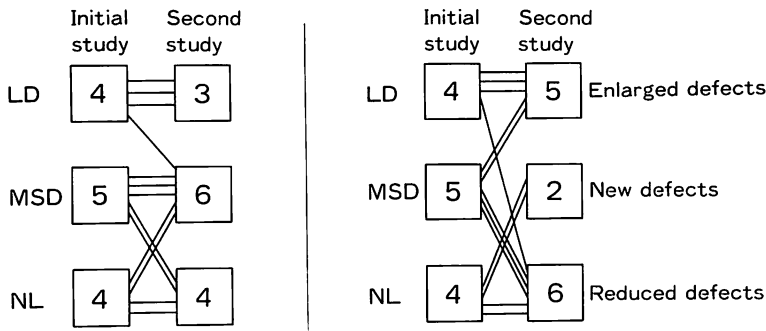 Initial study
Second study
LD 4 3
MSD 5 6
NL 4 4
Initial study
Second study
LD 4 5 Enlarged defects
MSD 5 2 New defects
NL 4 6 Reduced defects